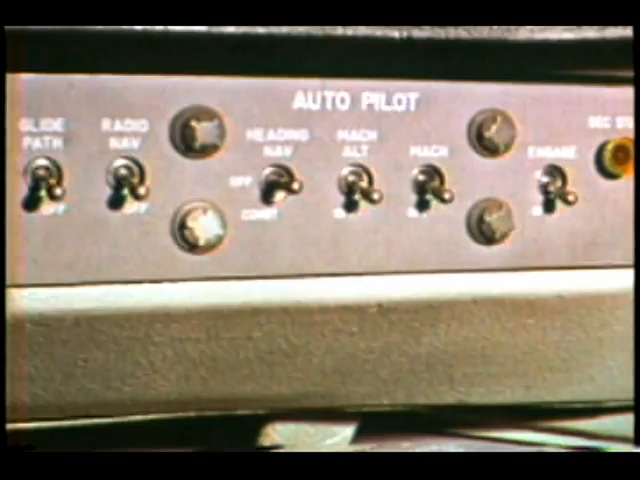 AUTO PILOT
GLIDE PATH
OFF
RADIO NAV
OFF
HEADING NAV
OFF
CONST
MACH ALT
MACH
ENGAGE